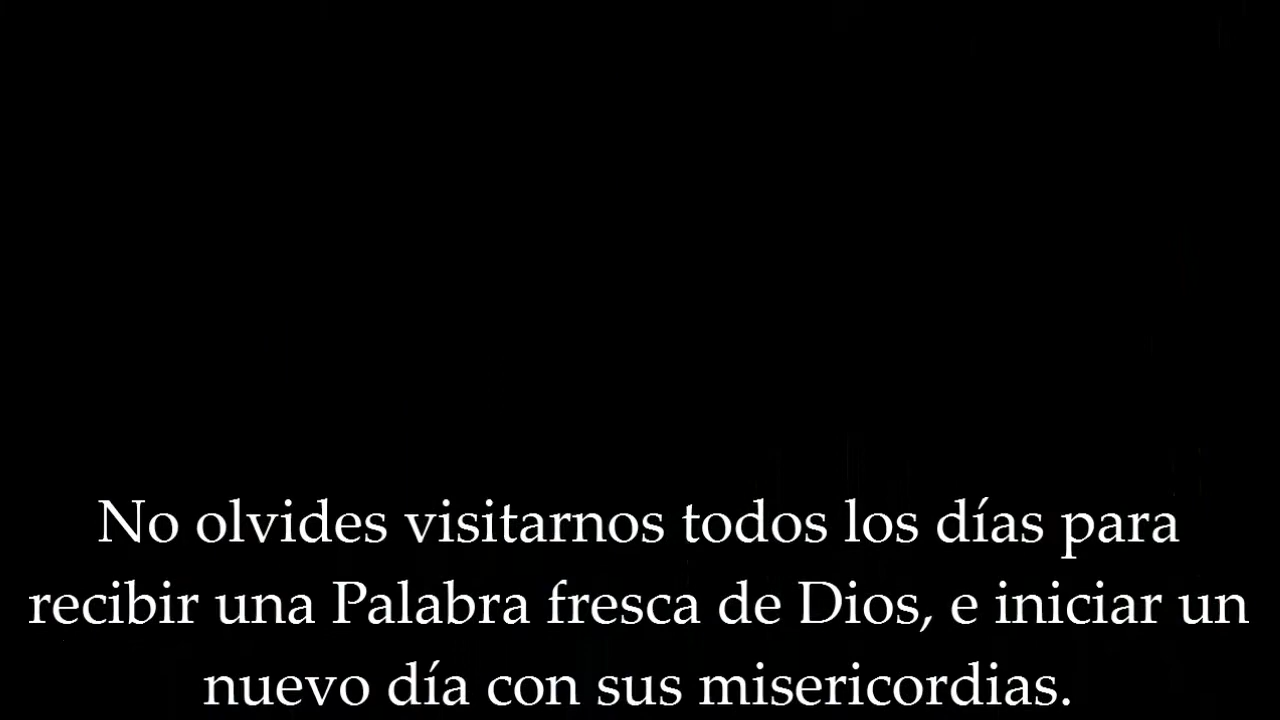 No olvides visitarnos todos los días para
recibir una Palabra fresca de Dios, e iniciar un
nuevo día con sus misericordias.